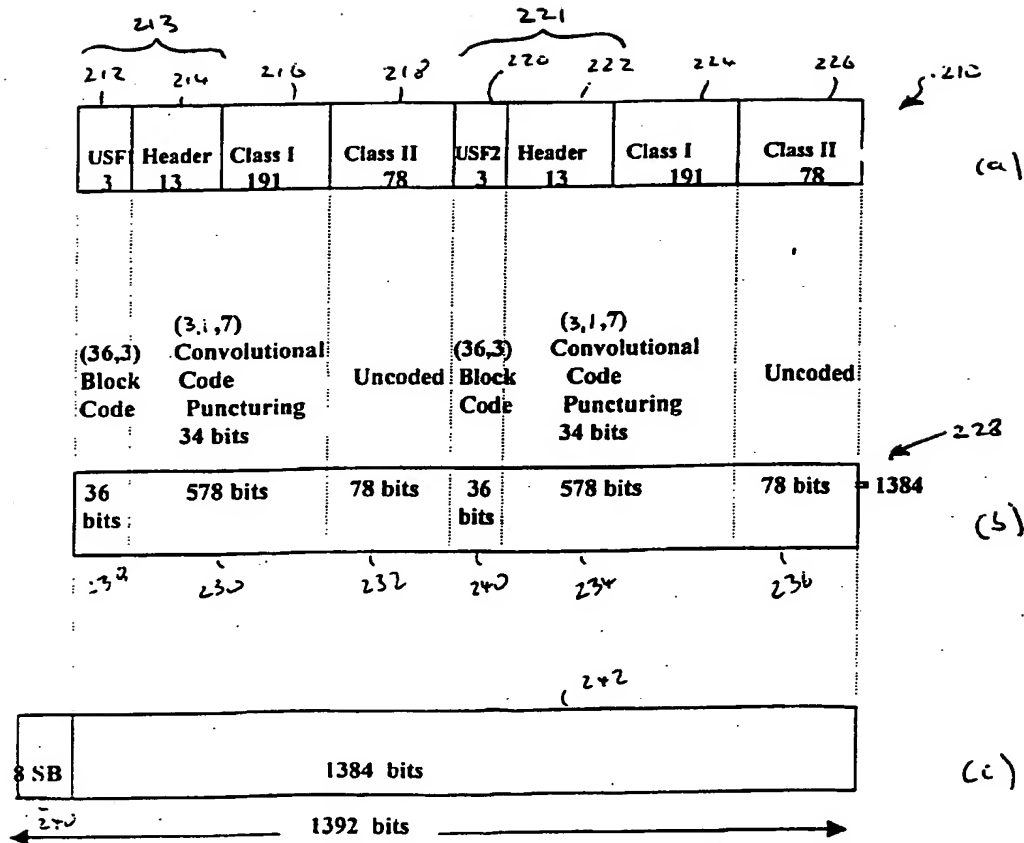 213 221
212 214 216 218 220 222 224 226 210
USF1 Header Class I Class II USF2 Header Class I Class II
3 13 191 78 3 13 191 78
(a)
(3,1,7) (3,1,7)
(36,3) Convolutional (36,3) Convolutional
Block Code Uncoded Block Code Uncoded
Code Puncturing Code Puncturing
34 bits 34 bits
228
36 bits 578 bits 78 bits 36 bits 578 bits 78 bits = 1384
(b)
230 232 240 234 236
242
8 SB 1384 bits
(c)
240
1392 bits